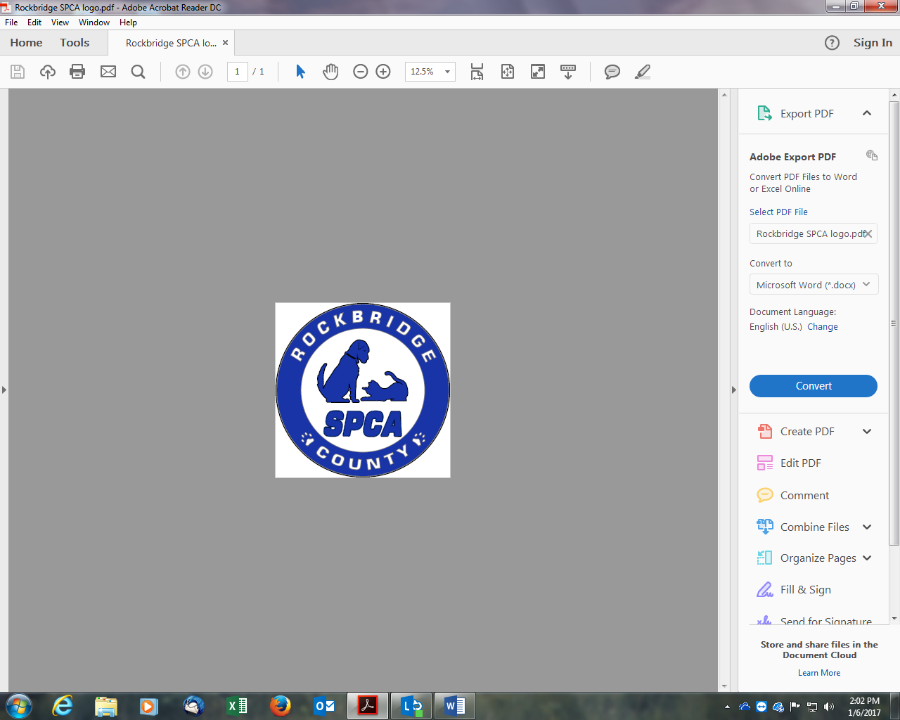 Rockbridge SPCA logo.pdf - Adobe Acrobat Reader DC
File Edit View Window Help
Home Tools Rockbridge SPCA lo... × Sign In
1 / 1 12.5%
Export PDF
Adobe Export PDF
Convert PDF Files to Word
or Excel Online
Select PDF File
Rockbridge SPCA logo.pdf
Convert to
Microsoft Word (*.docx)
Document Language:
English (U.S.) Change
Convert
Create PDF
Edit PDF
Comment
Combine Files
Organize Pages
Fill & Sign
Send for Signature
Store and share files in the
Document Cloud
Learn More
ROCKBRIDGE
SPCA
COUNTY
2:02 PM
1/6/2017